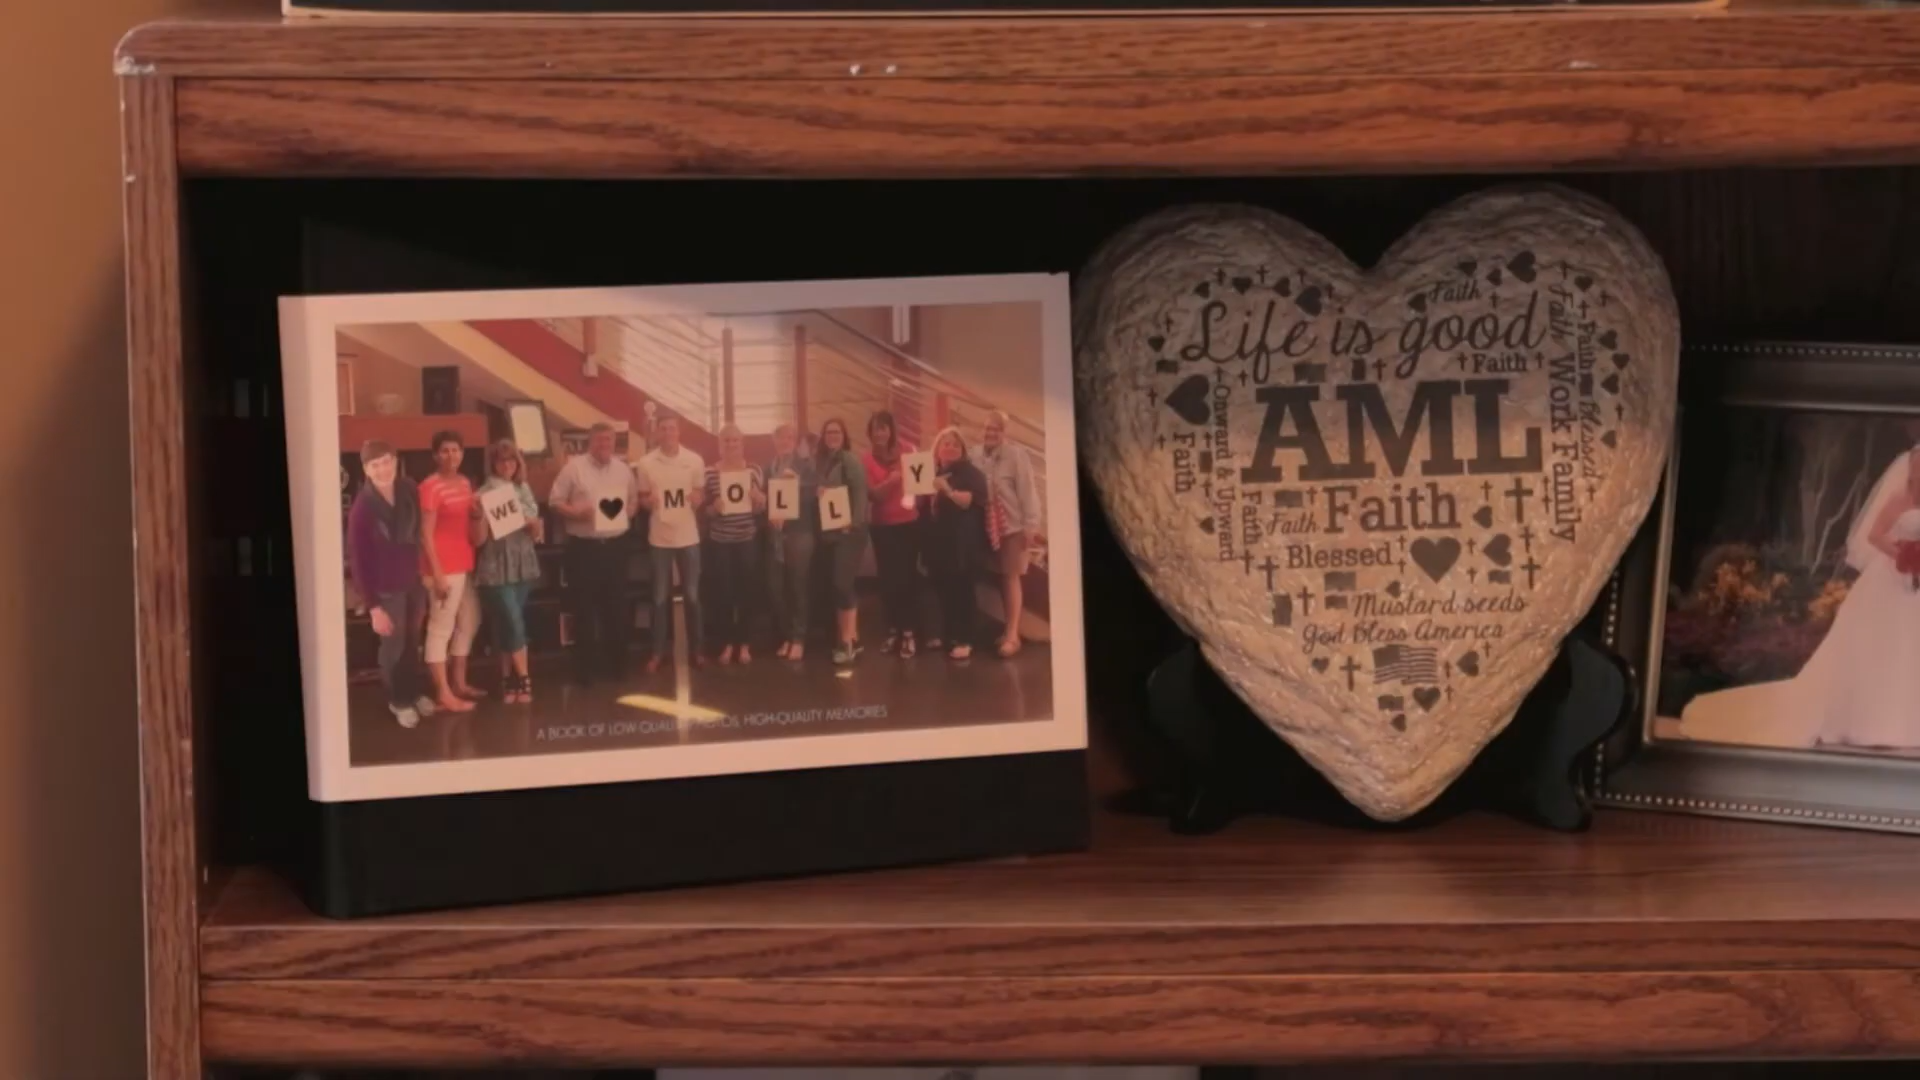 WE
♥
M
O
L
L
Y
A BOOK OF LOW-QUALITY PHOTOS, HIGH-QUALITY MEMORIES
Faith
Life is good
Faith
AML
Faith
Onward & Upward
Faith
Faith
Faith
Faith
Work Family
Faith
Blessed
Faith
Blessed
Mustard seeds
God Bless America